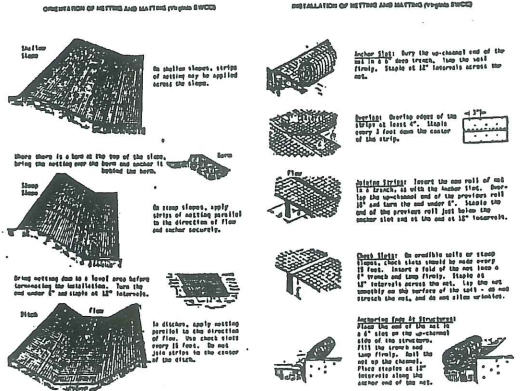 ORIENTATION OF NETTING AND MATTING (Virginia SWCC)
Shallow
Slope
On shallow slopes, strips
of netting may be applied
across the slope.
Where there is a berm at the top of the slope,
bring the netting over the berm and anchor it
behind the berm.
Berm
Steep
Slope
On steep slopes, apply
strips of netting parallel
to the direction of flow
and anchor securely.
Bring netting down to a level area before
terminating the installation. Turn the
end under 6" and staple at 12" intervals.
Ditch
Flow
In ditches, apply netting
parallel to the direction
of flow. Use check slots
every 15 feet. Do not
join strips in the center
of the ditch.
INSTALLATION OF NETTING AND MATTING (Virginia SWCC)
Anchor Slot: Bury the up-channel end of the
net in a 6" deep trench. Tamp the soil
firmly. Staple at 12" intervals across the
net.
Overlap: Overlap edges of the
strips at least 4". Staple
every 3 feet down the center
of the strip.
Flow
Joining Strips: Insert the new roll of net
in a trench, as with the Anchor Slot. Over-
lap the up-channel end of the previous roll
18" and turn the end under 6". Staple the
end of the previous roll just below the
anchor slot and at the end at 12" intervals.
Check Slots: On erodible soils or steep
slopes, check slots should be made every
15 feet. Insert a fold of the net into a
6" trench and tamp firmly. Staple at
12" intervals across the net. Lay the net
smoothly on the surface of the soil - do not
stretch the net, and do not allow wrinkles.
Anchoring Ends At Structures:
Place the end of the net in
a 6" slot on the up-channel
side of the structure.
Fill the trench and
tamp firmly. Roll the
net up the channel.
Place staples at 12"
intervals along the
anchor end of the net.